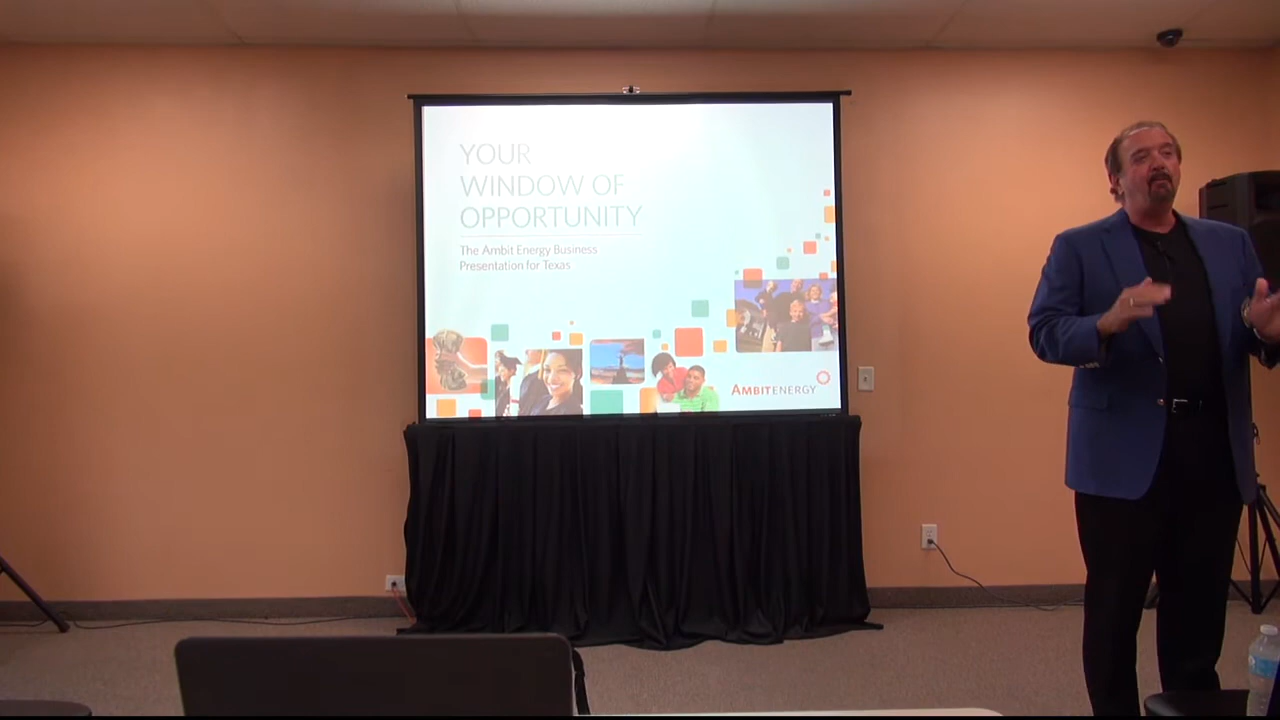 YOUR
WINDOW OF
OPPORTUNITY
The Ambit Energy Business
Presentation for Texas
AMBITENERGY